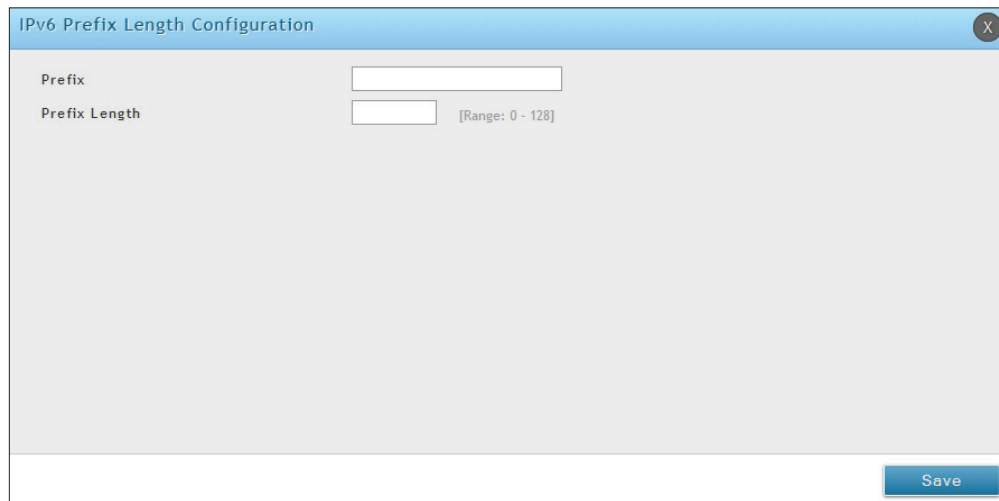 IPv6 Prefix Length Configuration
X
Prefix
Prefix Length
[Range: 0 - 128]
Save